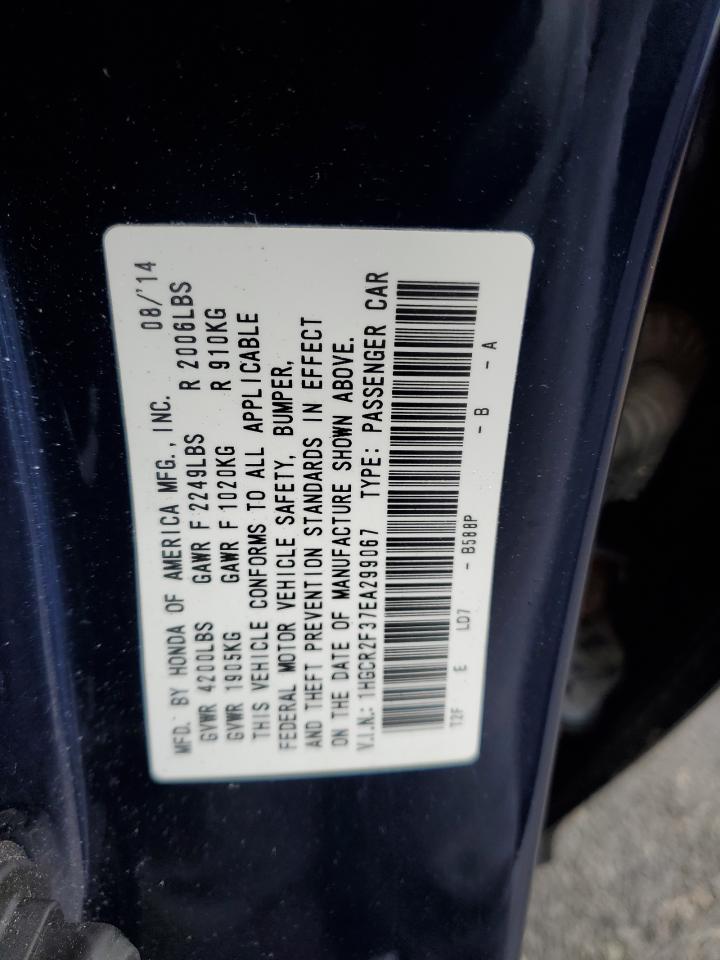 MFD. BY HONDA OF AMERICA MFG., INC. 08/'14
GVWR 4200LBS GAWR F 2249LBS R 2006LBS
GVWR 1905KG GAWR F 1020KG R 910KG
THIS VEHICLE CONFORMS TO ALL APPLICABLE
FEDERAL MOTOR VEHICLE SAFETY, BUMPER,
AND THEFT PREVENTION STANDARDS IN EFFECT
ON THE DATE OF MANUFACTURE SHOWN ABOVE.
V.I.N.: 1HGCR2F37EA299067 TYPE: PASSENGER CAR
T2F E LD7 - B588P - B - A